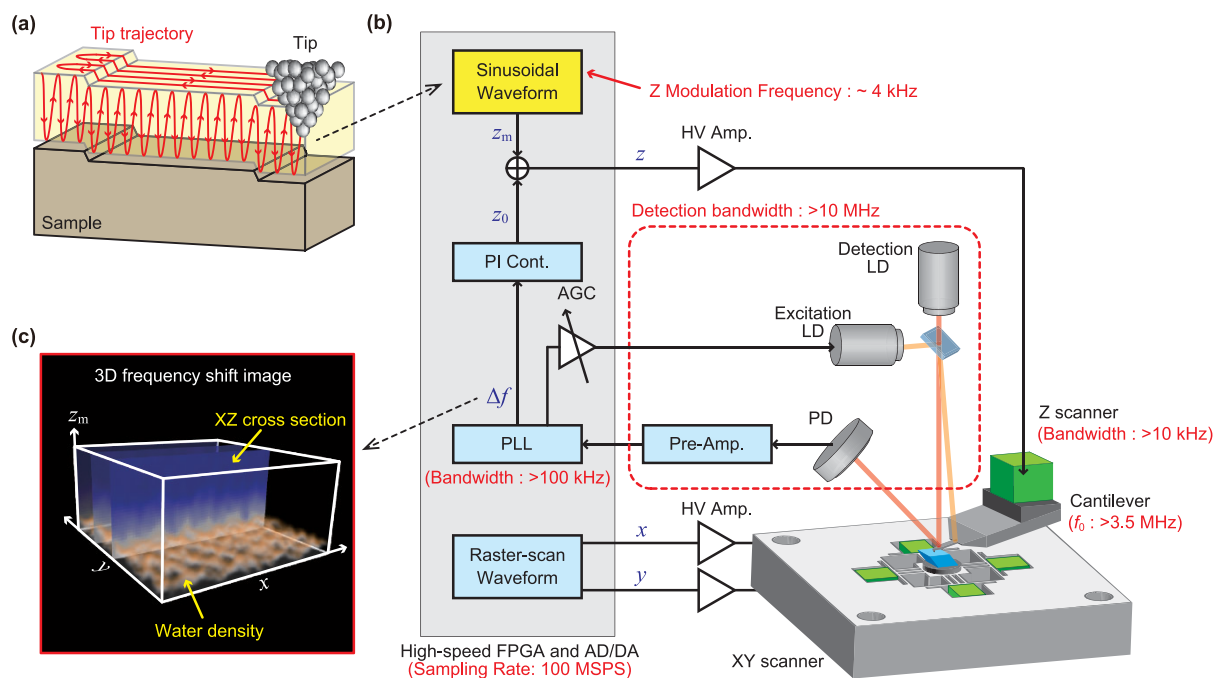 (a)
Tip trajectory
Tip
Sample
(b)
Sinusoidal
Waveform
Z Modulation Frequency : ~ 4 kHz
zm
HV Amp.
z
z0
Detection bandwidth : >10 MHz
PI Cont.
AGC
Detection
LD
Excitation
LD
(c)
3D frequency shift image
zm
XZ cross section
y
x
Water density
Δf
PLL
(Bandwidth : >100 kHz)
Pre-Amp.
PD
Z scanner
(Bandwidth : >10 kHz)
Cantilever
(f0 : >3.5 MHz)
HV Amp.
Raster-scan
Waveform
x
y
High-speed FPGA and AD/DA
(Sampling Rate: 100 MSPS)
XY scanner